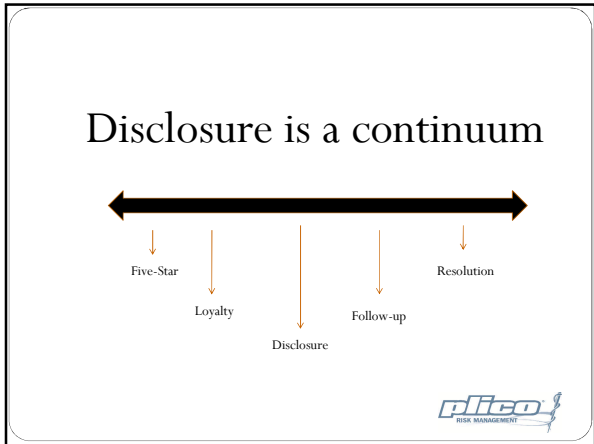 Disclosure is a continuum
Five-Star
Resolution
Loyalty
Follow-up
Disclosure
plico
RISK MANAGEMENT